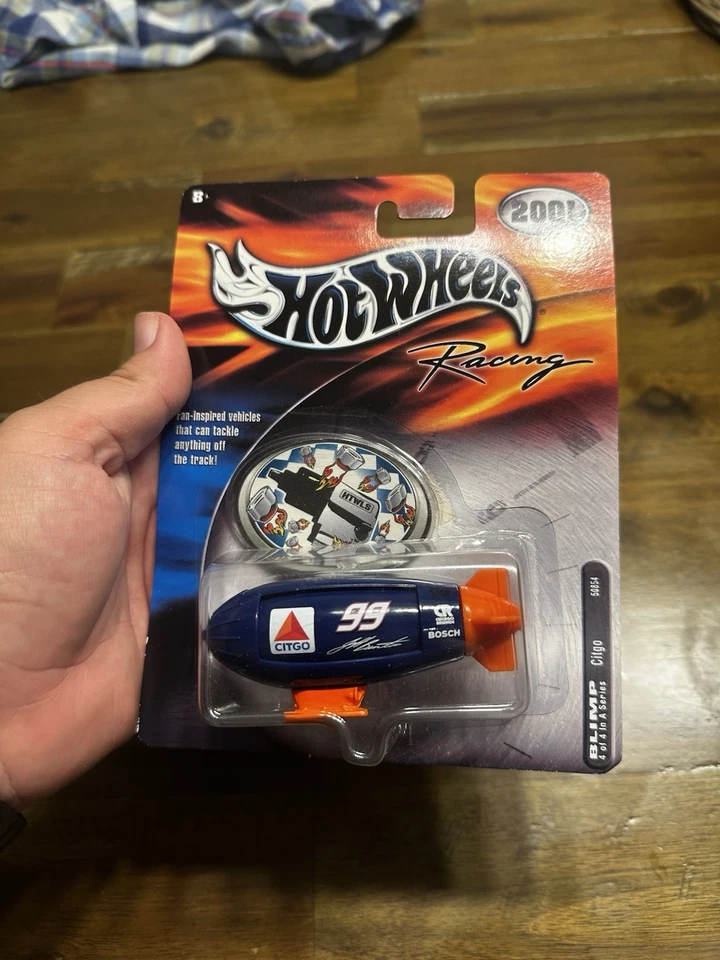 8+
2001
Hot Wheels
Racing
Fan-inspired vehicles
that can tackle
anything off
the track!
HTWLS
CITGO
99
BOSCH
BLIMP Citgo 50854
4 of 4 In A Series